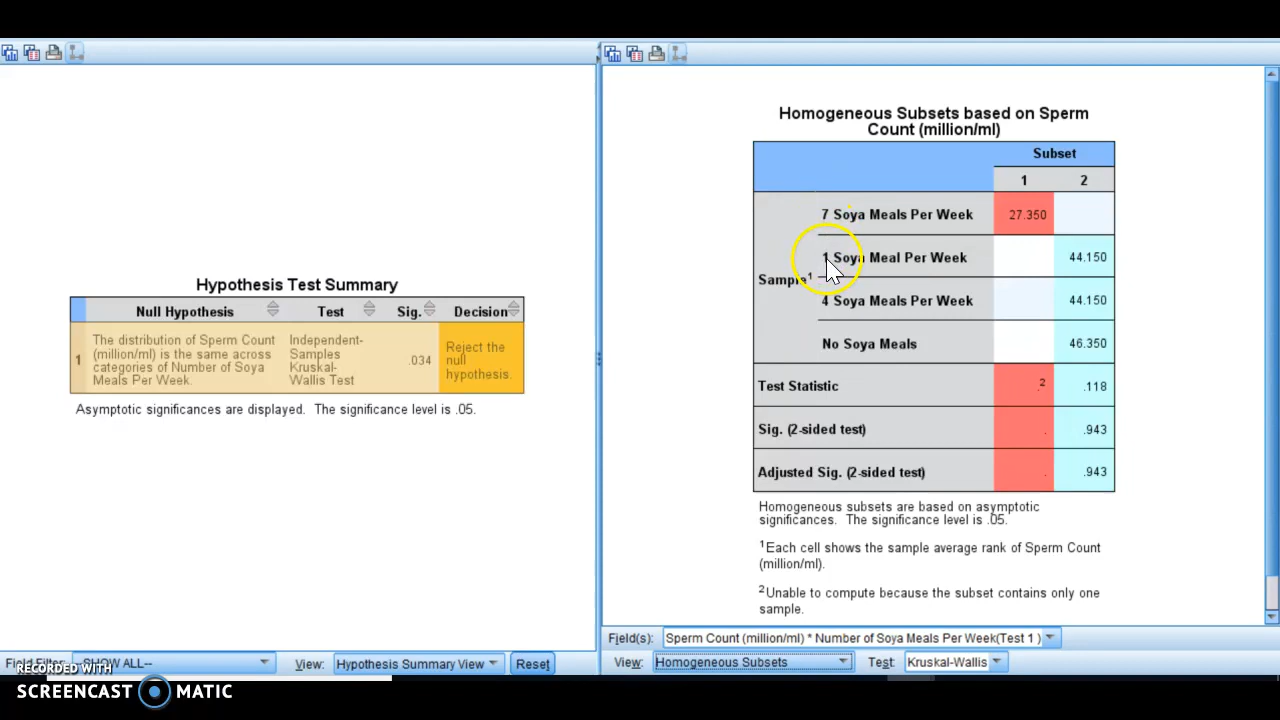 Hypothesis Test Summary
Null Hypothesis Test Sig. Decision
1
The distribution of Sperm Count
(million/ml) is the same across
categories of Number of Soya
Meals Per Week.
Independent-
Samples
Kruskal-
Wallis Test
.034
Reject the
null
hypothesis.
Asymptotic significances are displayed. The significance level is .05.
Homogeneous Subsets based on Sperm
Count (million/ml)
Subset
1 2
Sample1
7 Soya Meals Per Week 27.350
1 Soya Meal Per Week 44.150
4 Soya Meals Per Week 44.150
No Soya Meals 46.350
Test Statistic .2 .118
Sig. (2-sided test) . .943
Adjusted Sig. (2-sided test) . .943
Homogeneous subsets are based on asymptotic
significances. The significance level is .05.
1Each cell shows the sample average rank of Sperm Count
(million/ml).
2Unable to compute because the subset contains only one
sample.
Field(s): Sperm Count (million/ml) * Number of Soya Meals Per Week(Test 1 )
Field Filter: --SHOW ALL-- View: Hypothesis Summary View Reset
View: Homogeneous Subsets Test: Kruskal-Wallis
RECORDED WITH
SCREENCAST MATIC